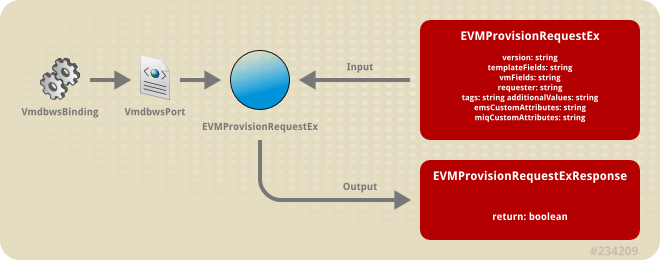 EVMProvisionRequestEx
version: string
templateFields: string
vmFields: string
requester: string
tags: string additionalValues: string
emsCustomAttributes: string
miqCustomAttributes: string
Input
VmdbwsBinding
VmdbwsPort
EVMProvisionRequestEx
EVMProvisionRequestExResponse
Output
return: boolean
#234209